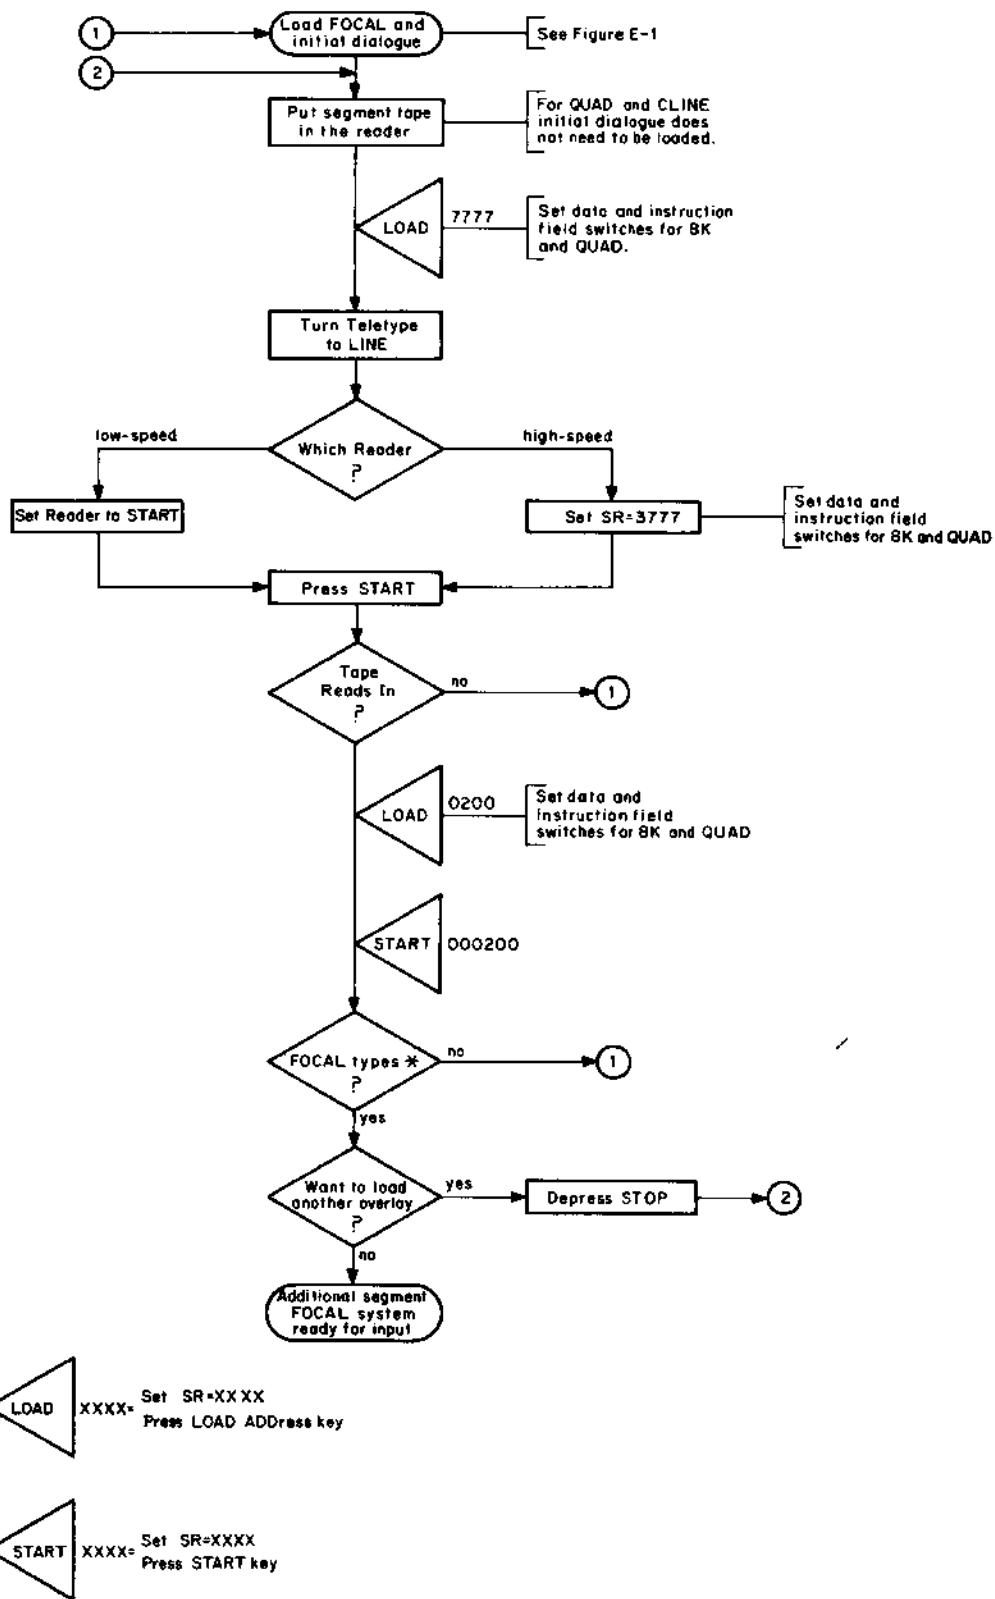 1
Load FOCAL and
initial dialogue
See Figure E-1
2
Put segment tape
in the reader
For QUAD and CLINE
initial dialogue does
not need to be loaded.
LOAD
7777
Set data and instruction
field switches for 8K
and QUAD.
Turn Teletype
to LINE
low-speed
Which Reader
?
high-speed
Set Reader to START
Set SR=3777
Set data and
instruction field
switches for 8K and QUAD
Press START
Tape
Reads In
?
no
1
LOAD
0200
Set data and
instruction field
switches for 8K and QUAD
START
000200
FOCAL types *
?
no
1
yes
Want to load
another overlay
?
yes
Depress STOP
2
no
Additional segment
FOCAL system
ready for input
LOAD
XXXX=
Set SR=XXXX
Press LOAD ADDress key
START
XXXX=
Set SR=XXXX
Press START key